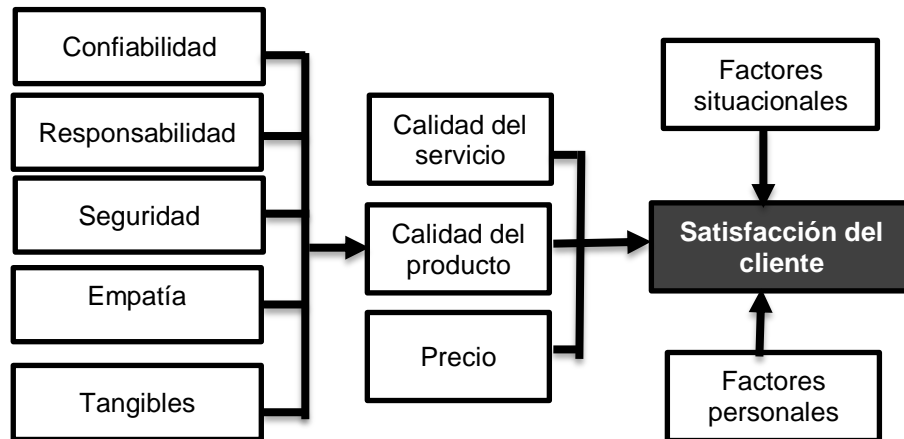 Confiabilidad
Responsabilidad
Seguridad
Empatía
Tangibles
Calidad del
servicio
Calidad del
producto
Precio
Factores
situacionales
Satisfacción del
cliente
Factores
personales